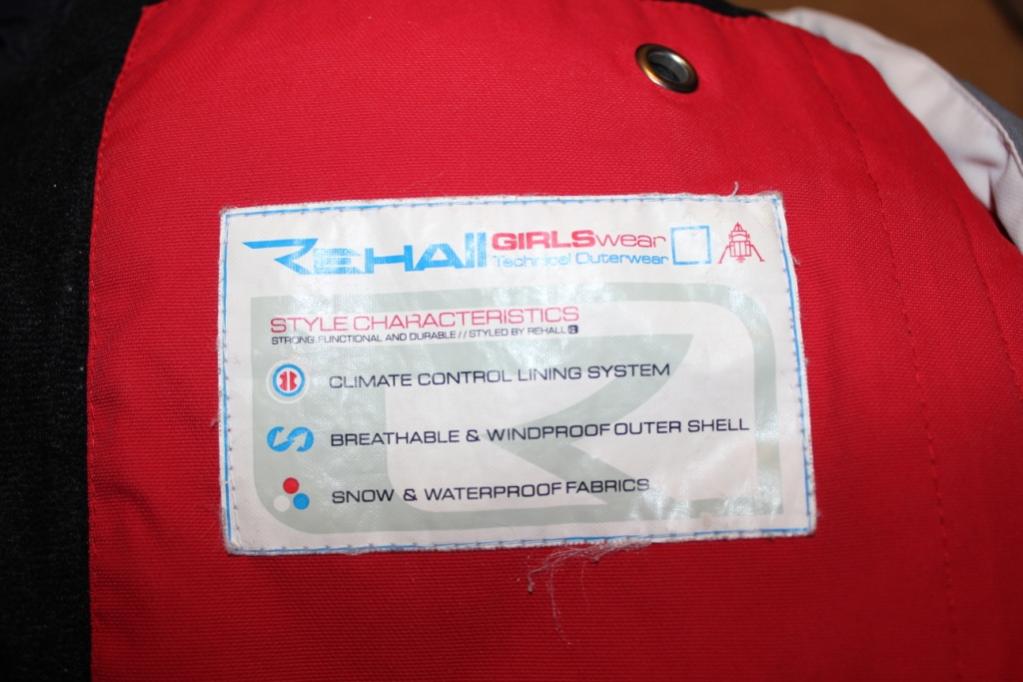 REHAll GIRLSwear
Technical Outerwear
STYLE CHARACTERISTICS
STRONG, FUNCTIONAL AND DURABLE // STYLED BY REHALL
CLIMATE CONTROL LINING SYSTEM
BREATHABLE & WINDPROOF OUTER SHELL
SNOW & WATERPROOF FABRICS